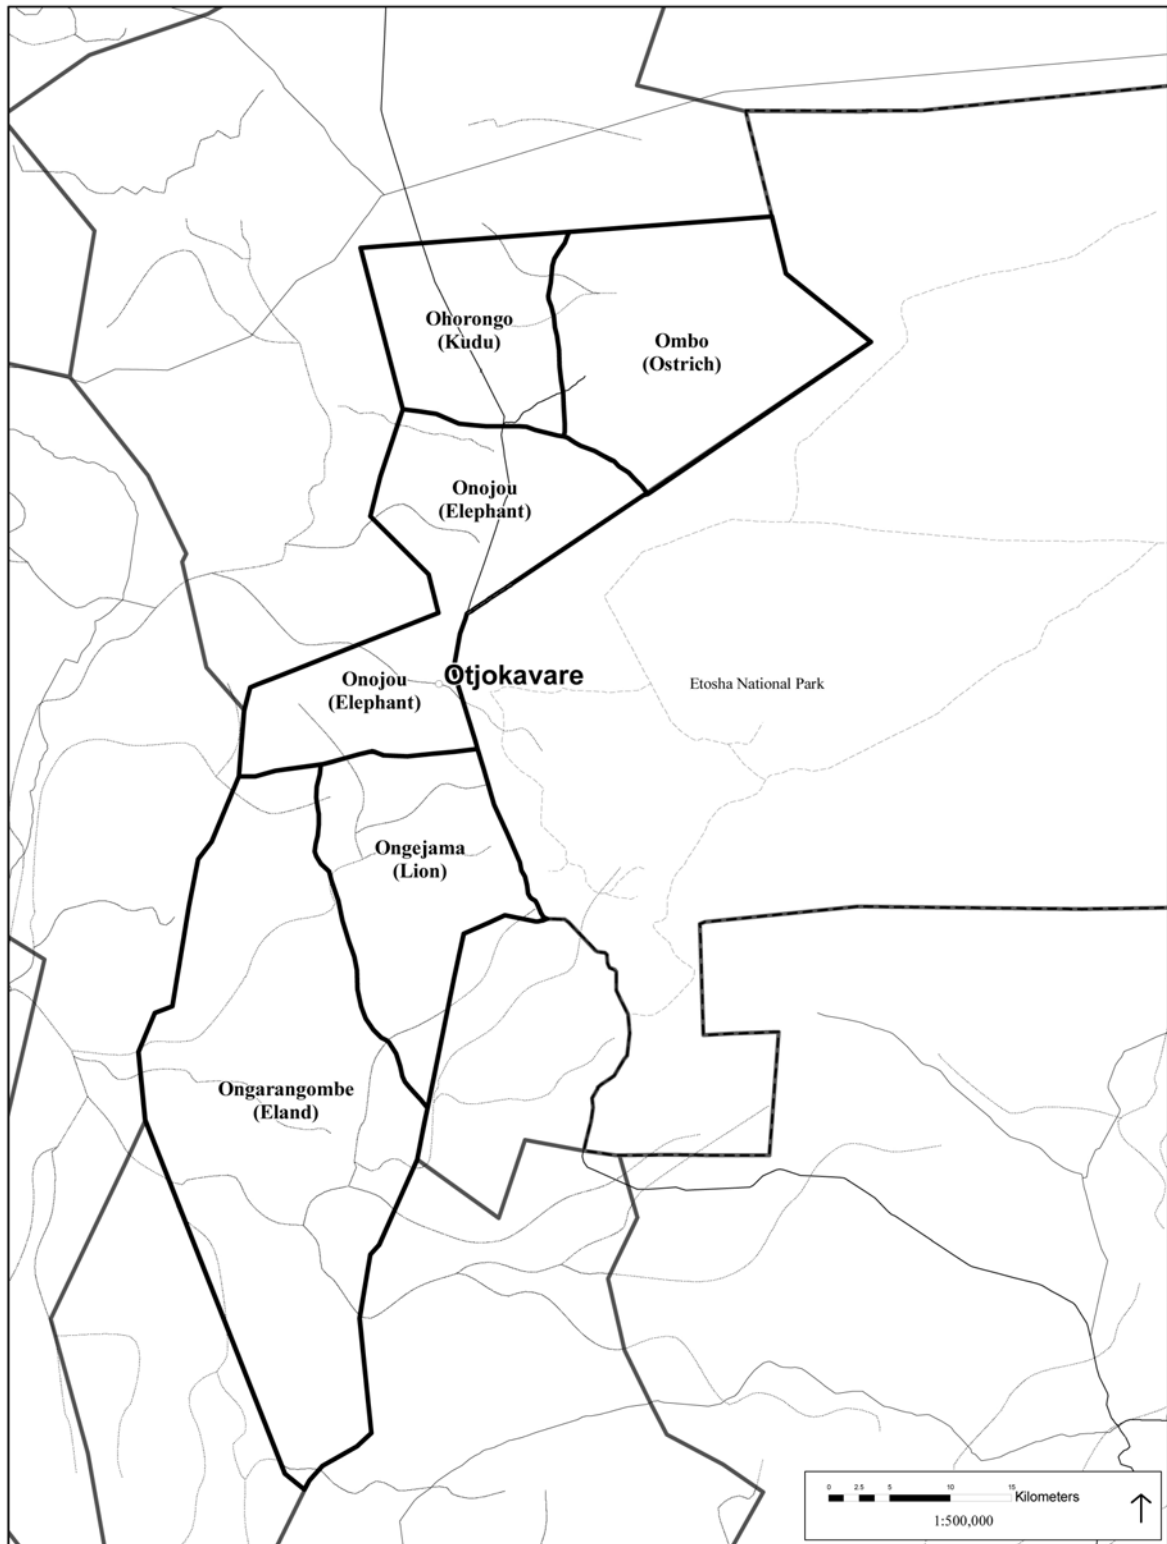 Ohorongo
(Kudu)
Ombo
(Ostrich)
Onojou
(Elephant)
Onojou
(Elephant)
Otjokavare
Etosha National Park
Ongejama
(Lion)
Ongarangombe
(Eland)
0 2.5 5 10 15
Kilometers
1:500,000